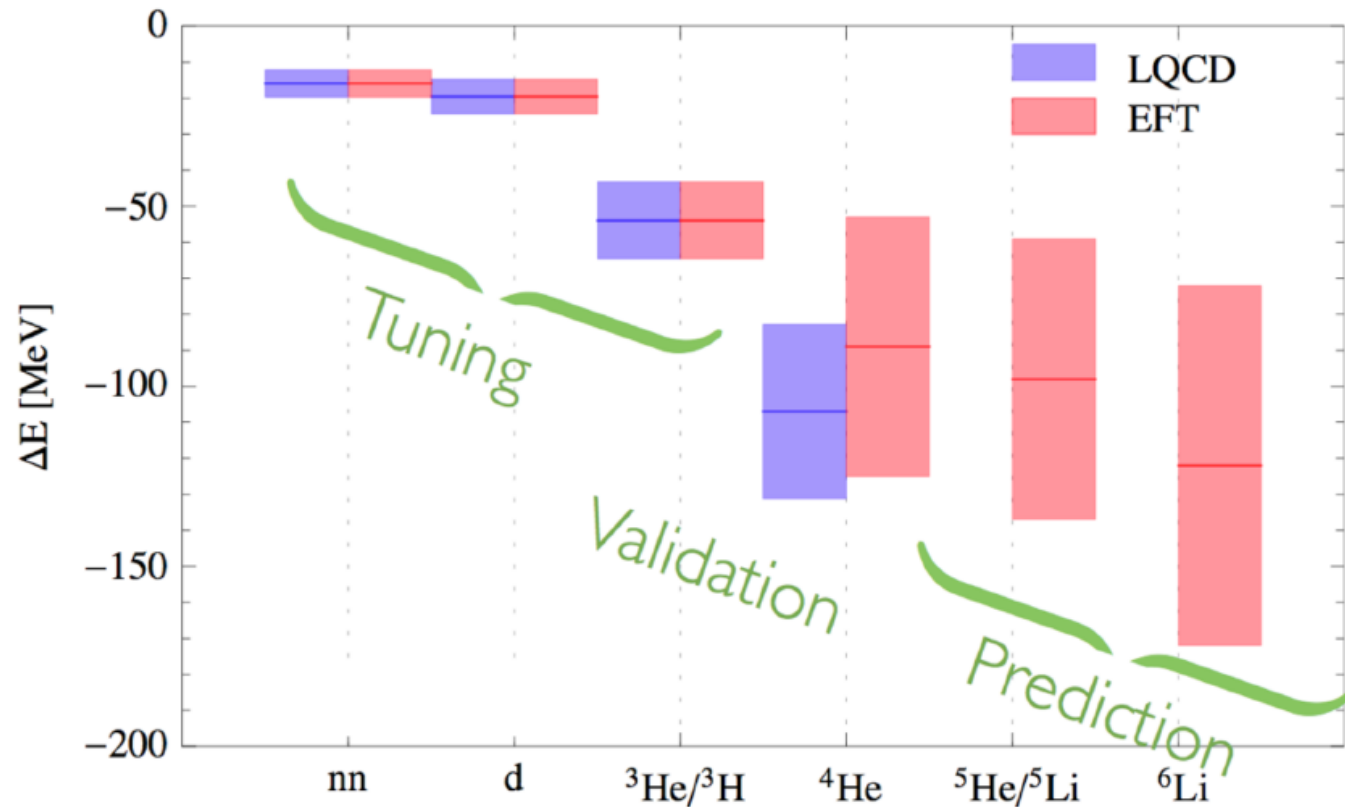 0
−50
−100
−150
−200
ΔE [MeV]
LQCD
EFT
Tuning
Validation
Prediction
nn
d
³He/³H
⁴He
⁵He/⁵Li
⁶Li